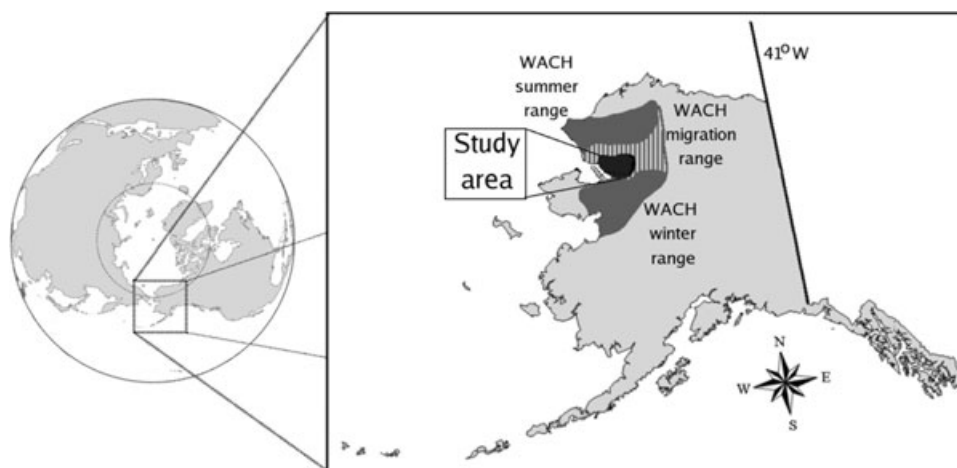 41° W
WACH
summer
range
WACH
migration
range
Study
area
WACH
winter
range
N
W
E
S